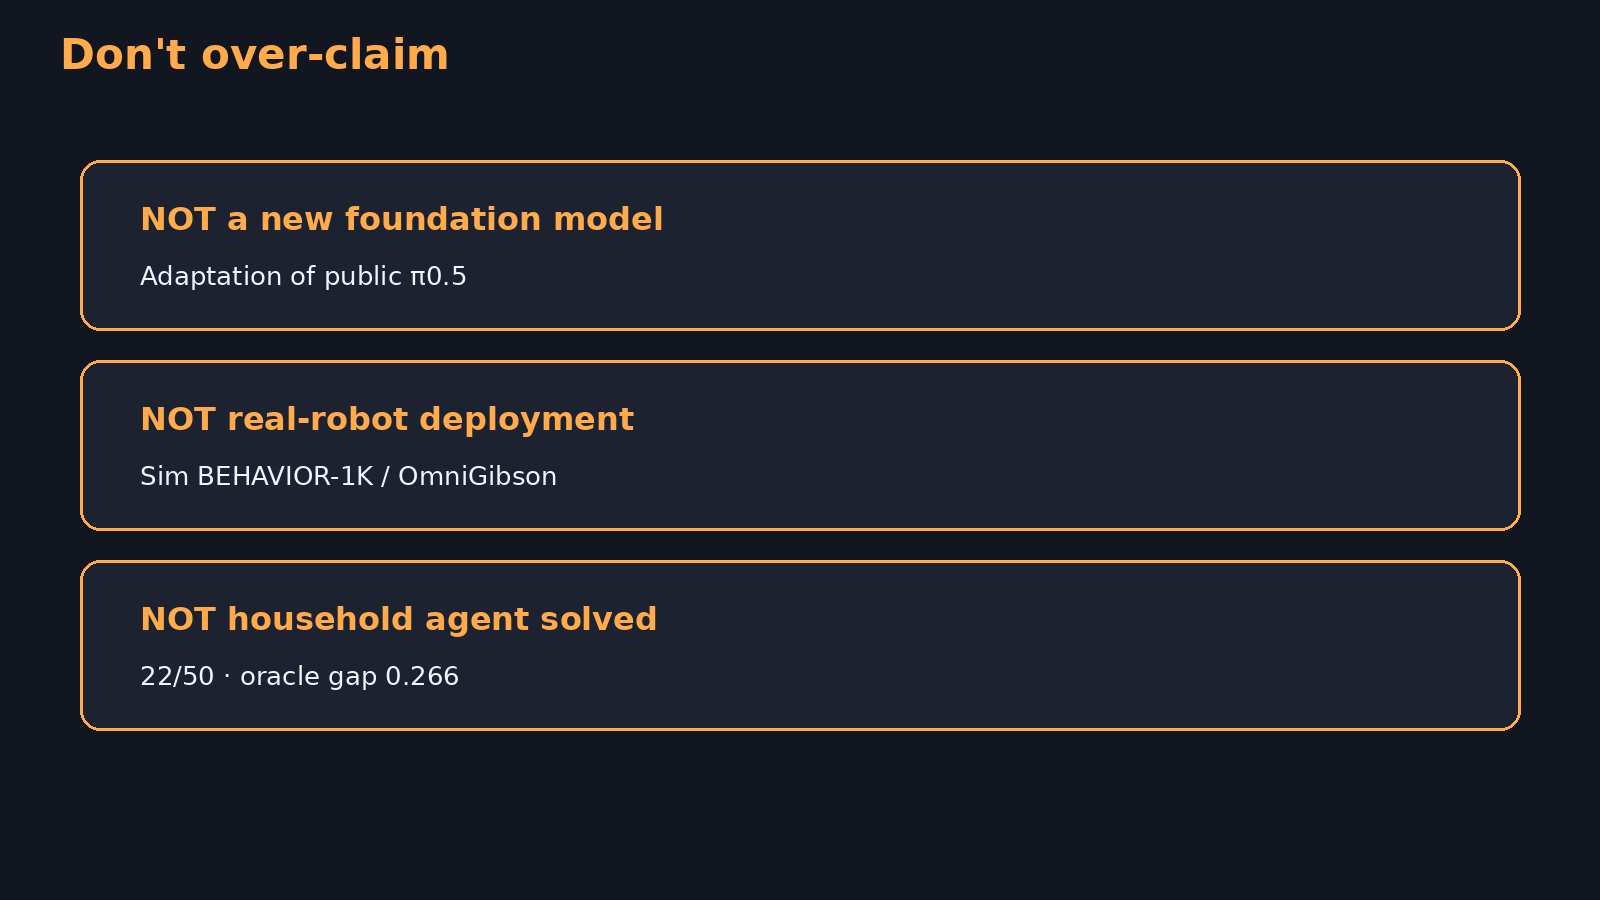 Don't over-claim
NOT a new foundation model
Adaptation of public π0.5
NOT real-robot deployment
Sim BEHAVIOR-1K / OmniGibson
NOT household agent solved
22/50 · oracle gap 0.266